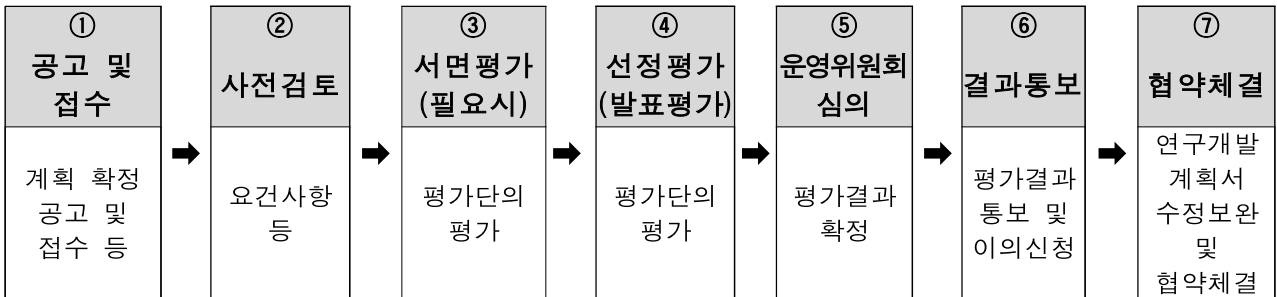 ①
공고 및
접수
계획 확정
공고 및
접수 등
②
사전검토
요건사항
등
③
서면평가
(필요시)
평가단의
평가
④
선정평가
(발표평가)
평가단의
평가
⑤
운영위원회
심의
평가결과
확정
⑥
결과통보
평가결과
통보 및
이의신청
⑦
협약체결
연구개발
계획서
수정보완
및
협약체결